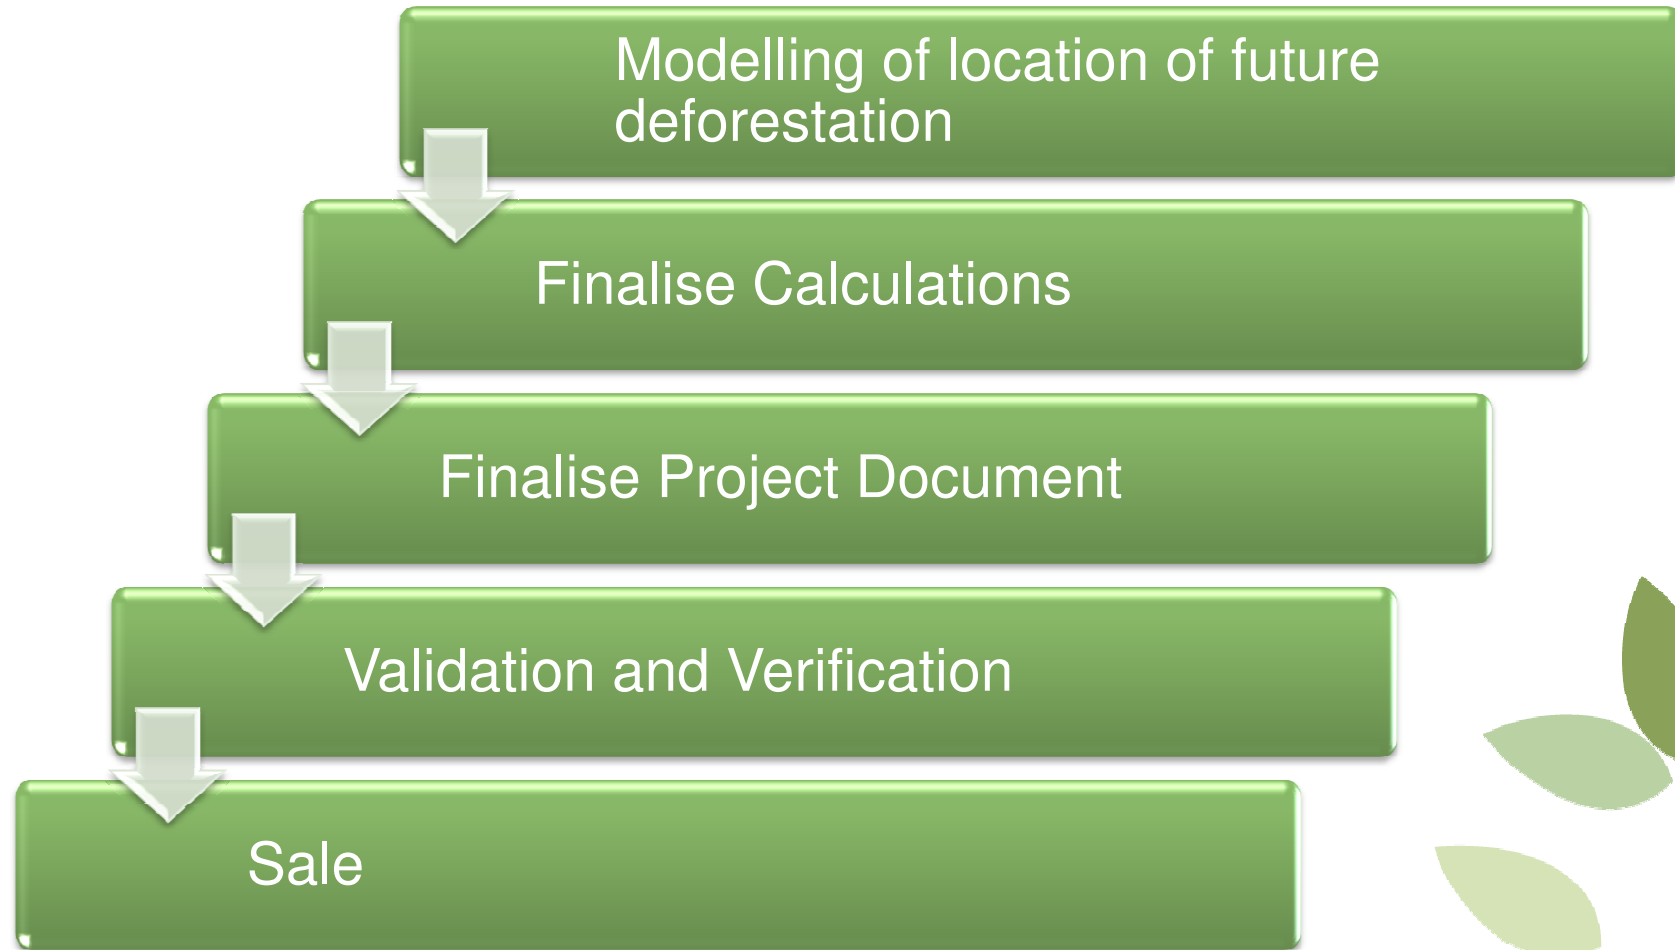 Modelling of location of future
deforestation
Finalise Calculations
Finalise Project Document
Validation and Verification
Sale